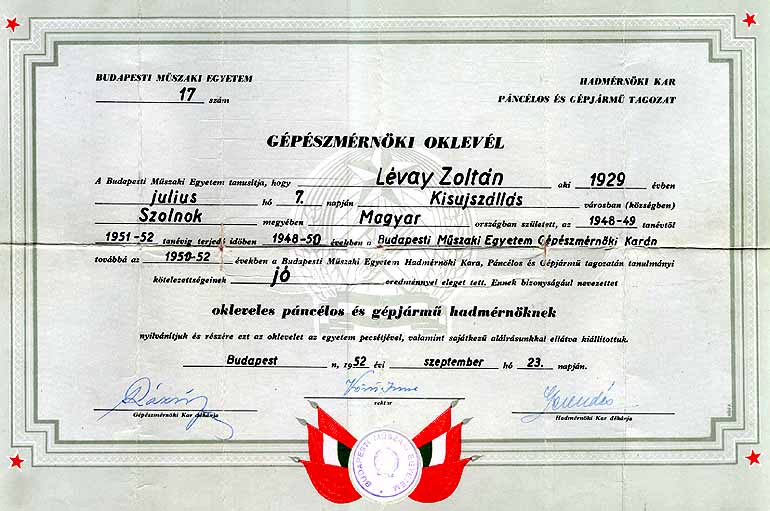 BUDAPESTI MŰSZAKI EGYETEM
17 szám
HADMÉRNÖKI KAR
PÁNCÉLOS ÉS GÉPJÁRMŰ TAGOZAT
GÉPÉSZMÉRNÖKI OKLEVÉL
A Budapesti Műszaki Egyetem tanusítja, hogy Lévay Zoltán aki 1929 évben
július hó 7. napján Kisujszállás városban (községben)
Szolnok megyében Magyar országban született, az 1948-49 tanévtől
1951-52 tanévig terjedő időben 1948-50 években a Budapesti Műszaki Egyetem Gépészmérnöki Karán
továbbá az 1950-52 években a Budapesti Műszaki Egyetem Hadmérnöki Kara, Páncélos és Gépjármű tagozatán tanulmányi
kötelezettségeinek jó eredménnyel eleget tett. Ennek bizonyságául nevezettet
okleveles páncélos és gépjármű hadmérnöknek
nyilvánítjuk és részére ezt az oklevelet az egyetem pecsétjével, valamint sajátkezű aláírásunkkal ellátva kiállítottuk.
Budapest n, 1952 évi szeptember hó 23. napján.
Gépészmérnöki Kar dékánja
rektor
Hadmérnöki Kar dékánja
BUDAPESTI MŰSZAKI EGYETEM